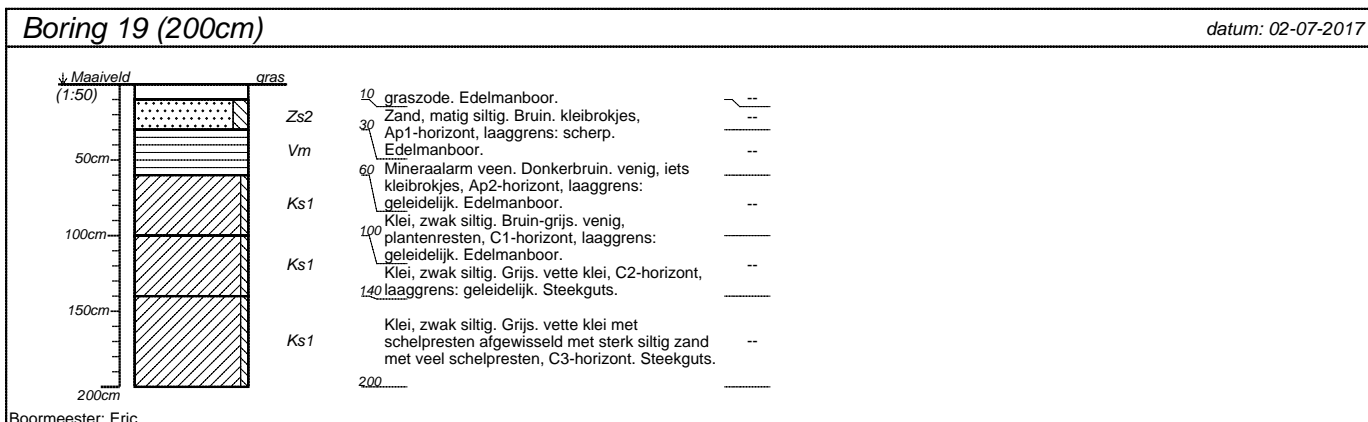 Boring 19 (200cm)
datum: 02-07-2017
Maaiveld
gras
(1:50)
10 graszode. Edelmanboor. --
Zs2
Zand, matig siltig. Bruin. kleibrokjes, --
30 Ap1-horizont, laaggrens: scherp.
Vm
Edelmanboor. --
50cm
60 Mineraalarm veen. Donkerbruin. venig, iets
kleibrokjes, Ap2-horizont, laaggrens:
Ks1
geleidelijk. Edelmanboor. --
Klei, zwak siltig. Bruin-grijs. venig,
100cm
100 plantenresten, C1-horizont, laaggrens:
geleidelijk. Edelmanboor.
Ks1
Klei, zwak siltig. Grijs. vette klei, C2-horizont, --
140 laaggrens: geleidelijk. Steekguts.
150cm
Klei, zwak siltig. Grijs. vette klei met
Ks1
schelpresten afgewisseld met sterk siltig zand --
met veel schelpresten, C3-horizont. Steekguts.
200
200cm
Boormeester: Eric